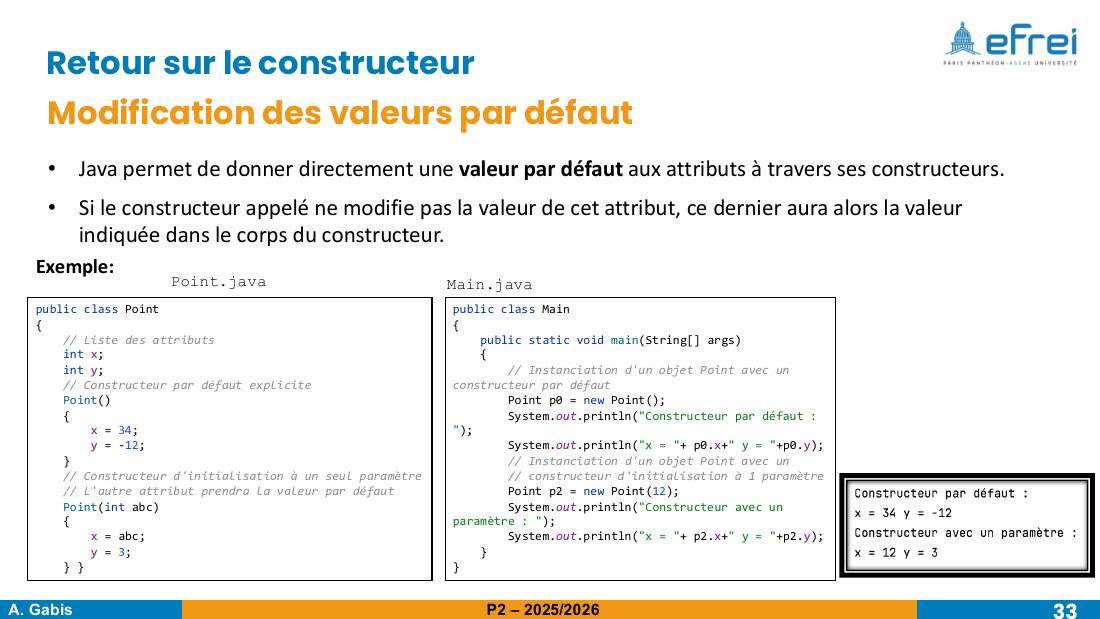 efrei
PARIS PANTHÉON-ASSAS UNIVERSITÉ
Retour sur le constructeur
Modification des valeurs par défaut
• Java permet de donner directement une valeur par défaut aux attributs à travers ses constructeurs.
• Si le constructeur appelé ne modifie pas la valeur de cet attribut, ce dernier aura alors la valeur
indiquée dans le corps du constructeur.
Exemple:
Point.java
public class Point
{
    // Liste des attributs
    int x;
    int y;
    // Constructeur par défaut explicite
    Point()
    {
        x = 34;
        y = -12;
    }
    // Constructeur d'initialisation à un seul paramètre
    // L'autre attribut prendra la valeur par défaut
    Point(int abc)
    {
        x = abc;
        y = 3;
    } }
Main.java
public class Main
{
    public static void main(String[] args)
    {
        // Instanciation d'un objet Point avec un
constructeur par défaut
        Point p0 = new Point();
        System.out.println("Constructeur par défaut :
");
        System.out.println("x = "+ p0.x+" y = "+p0.y);
        // Instanciation d'un objet Point avec un
        // constructeur d'initialisation à 1 paramètre
        Point p2 = new Point(12);
        System.out.println("Constructeur avec un
paramètre : ");
        System.out.println("x = "+ p2.x+" y = "+p2.y);
    }
}
Constructeur par défaut :
x = 34 y = -12
Constructeur avec un paramètre :
x = 12 y = 3
A. Gabis
P2 – 2025/2026
33